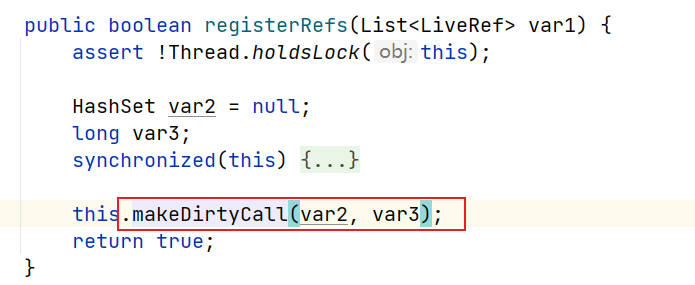 public boolean registerRefs(List<LiveRef> var1) {
    assert !Thread.holdsLock( obj: this);

    HashSet var2 = null;
    long var3;
    synchronized(this) {...}

    this.makeDirtyCall(var2, var3);
    return true;
}